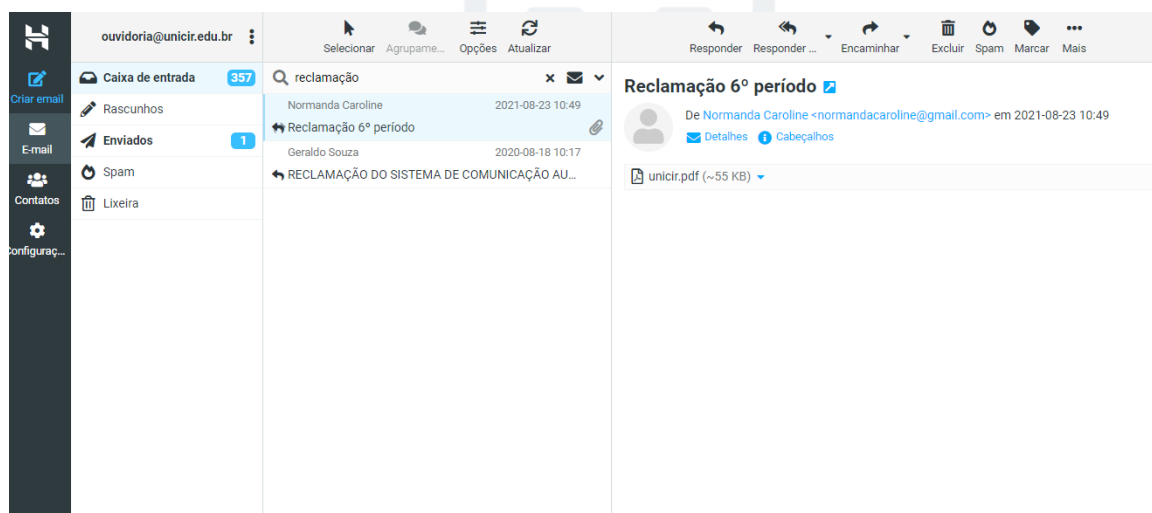 ouvidoria@unicir.edu.br
Criar email
E-mail
Contatos
Configuraç...
Caixa de entrada 357
Rascunhos
Enviados 1
Spam
Lixeira
Selecionar Agrupame... Opções Atualizar
reclamação
Normanda Caroline 2021-08-23 10:49
Reclamação 6º período
Geraldo Souza 2020-08-18 10:17
RECLAMAÇÃO DO SISTEMA DE COMUNICAÇÃO AU...
Responder Responder ... Encaminhar Excluir Spam Marcar Mais
Reclamação 6º período
De Normanda Caroline <normandacaroline@gmail.com> em 2021-08-23 10:49
Detalhes Cabeçalhos
unicir.pdf (~55 KB)